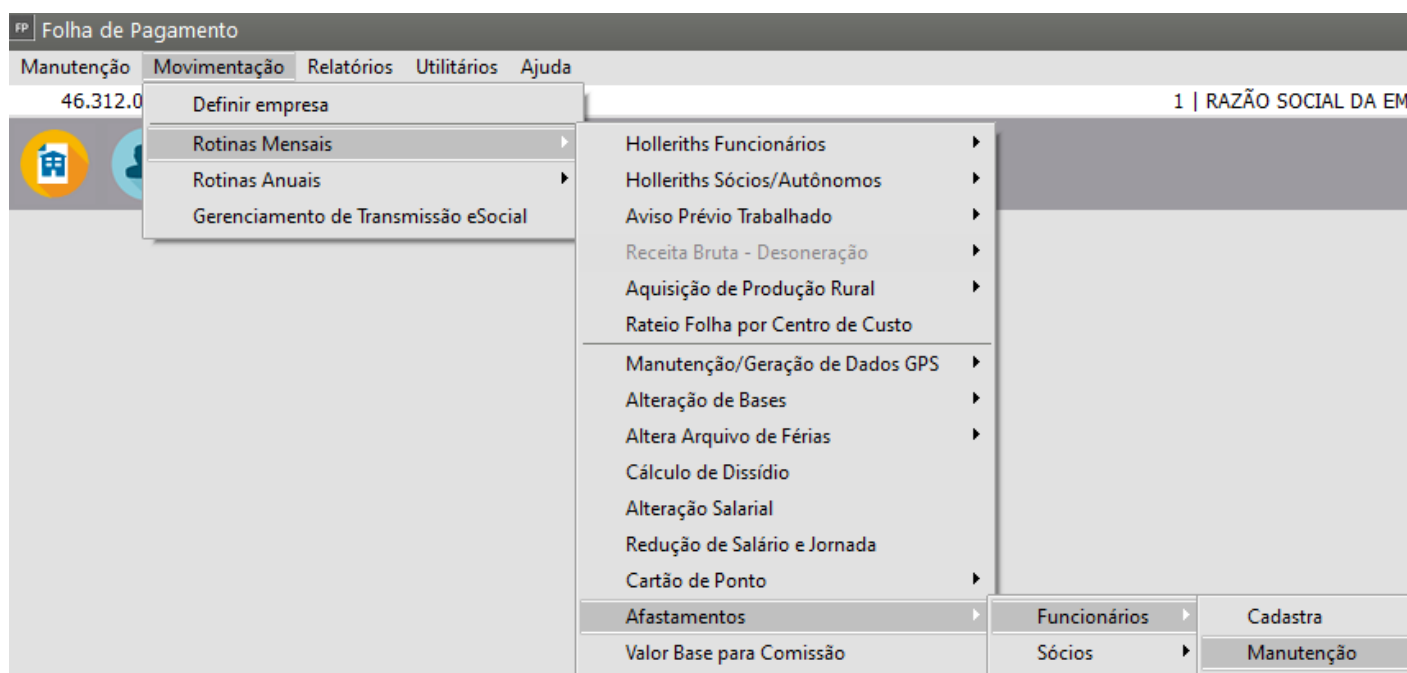 FP Folha de Pagamento
Manutenção Movimentação Relatórios Utilitários Ajuda
46.312.0
1 | RAZÃO SOCIAL DA EM
Definir empresa
Rotinas Mensais
Rotinas Anuais
Gerenciamento de Transmissão eSocial
Holleriths Funcionários
Holleriths Sócios/Autônomos
Aviso Prévio Trabalhado
Receita Bruta - Desoneração
Aquisição de Produção Rural
Rateio Folha por Centro de Custo
Manutenção/Geração de Dados GPS
Alteração de Bases
Altera Arquivo de Férias
Cálculo de Dissídio
Alteração Salarial
Redução de Salário e Jornada
Cartão de Ponto
Afastamentos
Valor Base para Comissão
Funcionários
Sócios
Cadastra
Manutenção